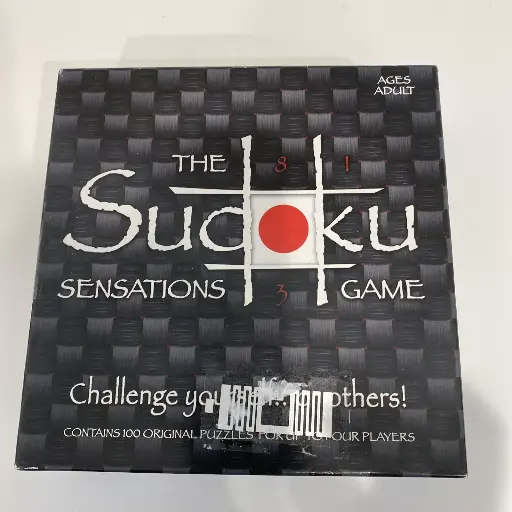 AGES
ADULT
THE 8 1
Sudoku
SENSATIONS 3 GAME
Challenge others!
CONTAINS 100 ORIGINAL PUZZLES FOR UP TO FOUR PLAYERS